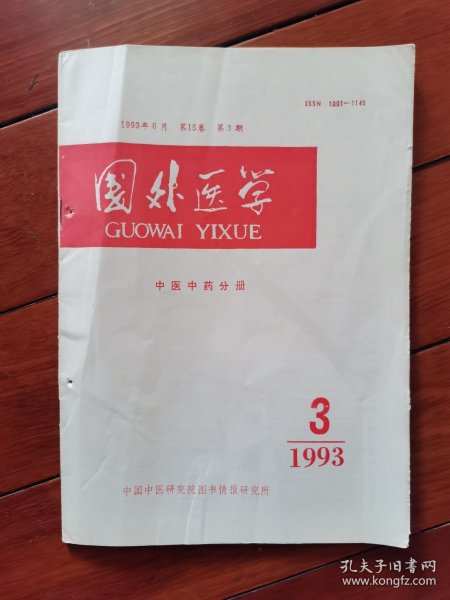 ISSN 1001-1141
1993年6月 第15卷 第3期
国外医学
GUOWAI YIXUE
中医中药分册
3
1993
中国中医研究院图书情报研究所
孔夫子旧书网
www.kongfz.com